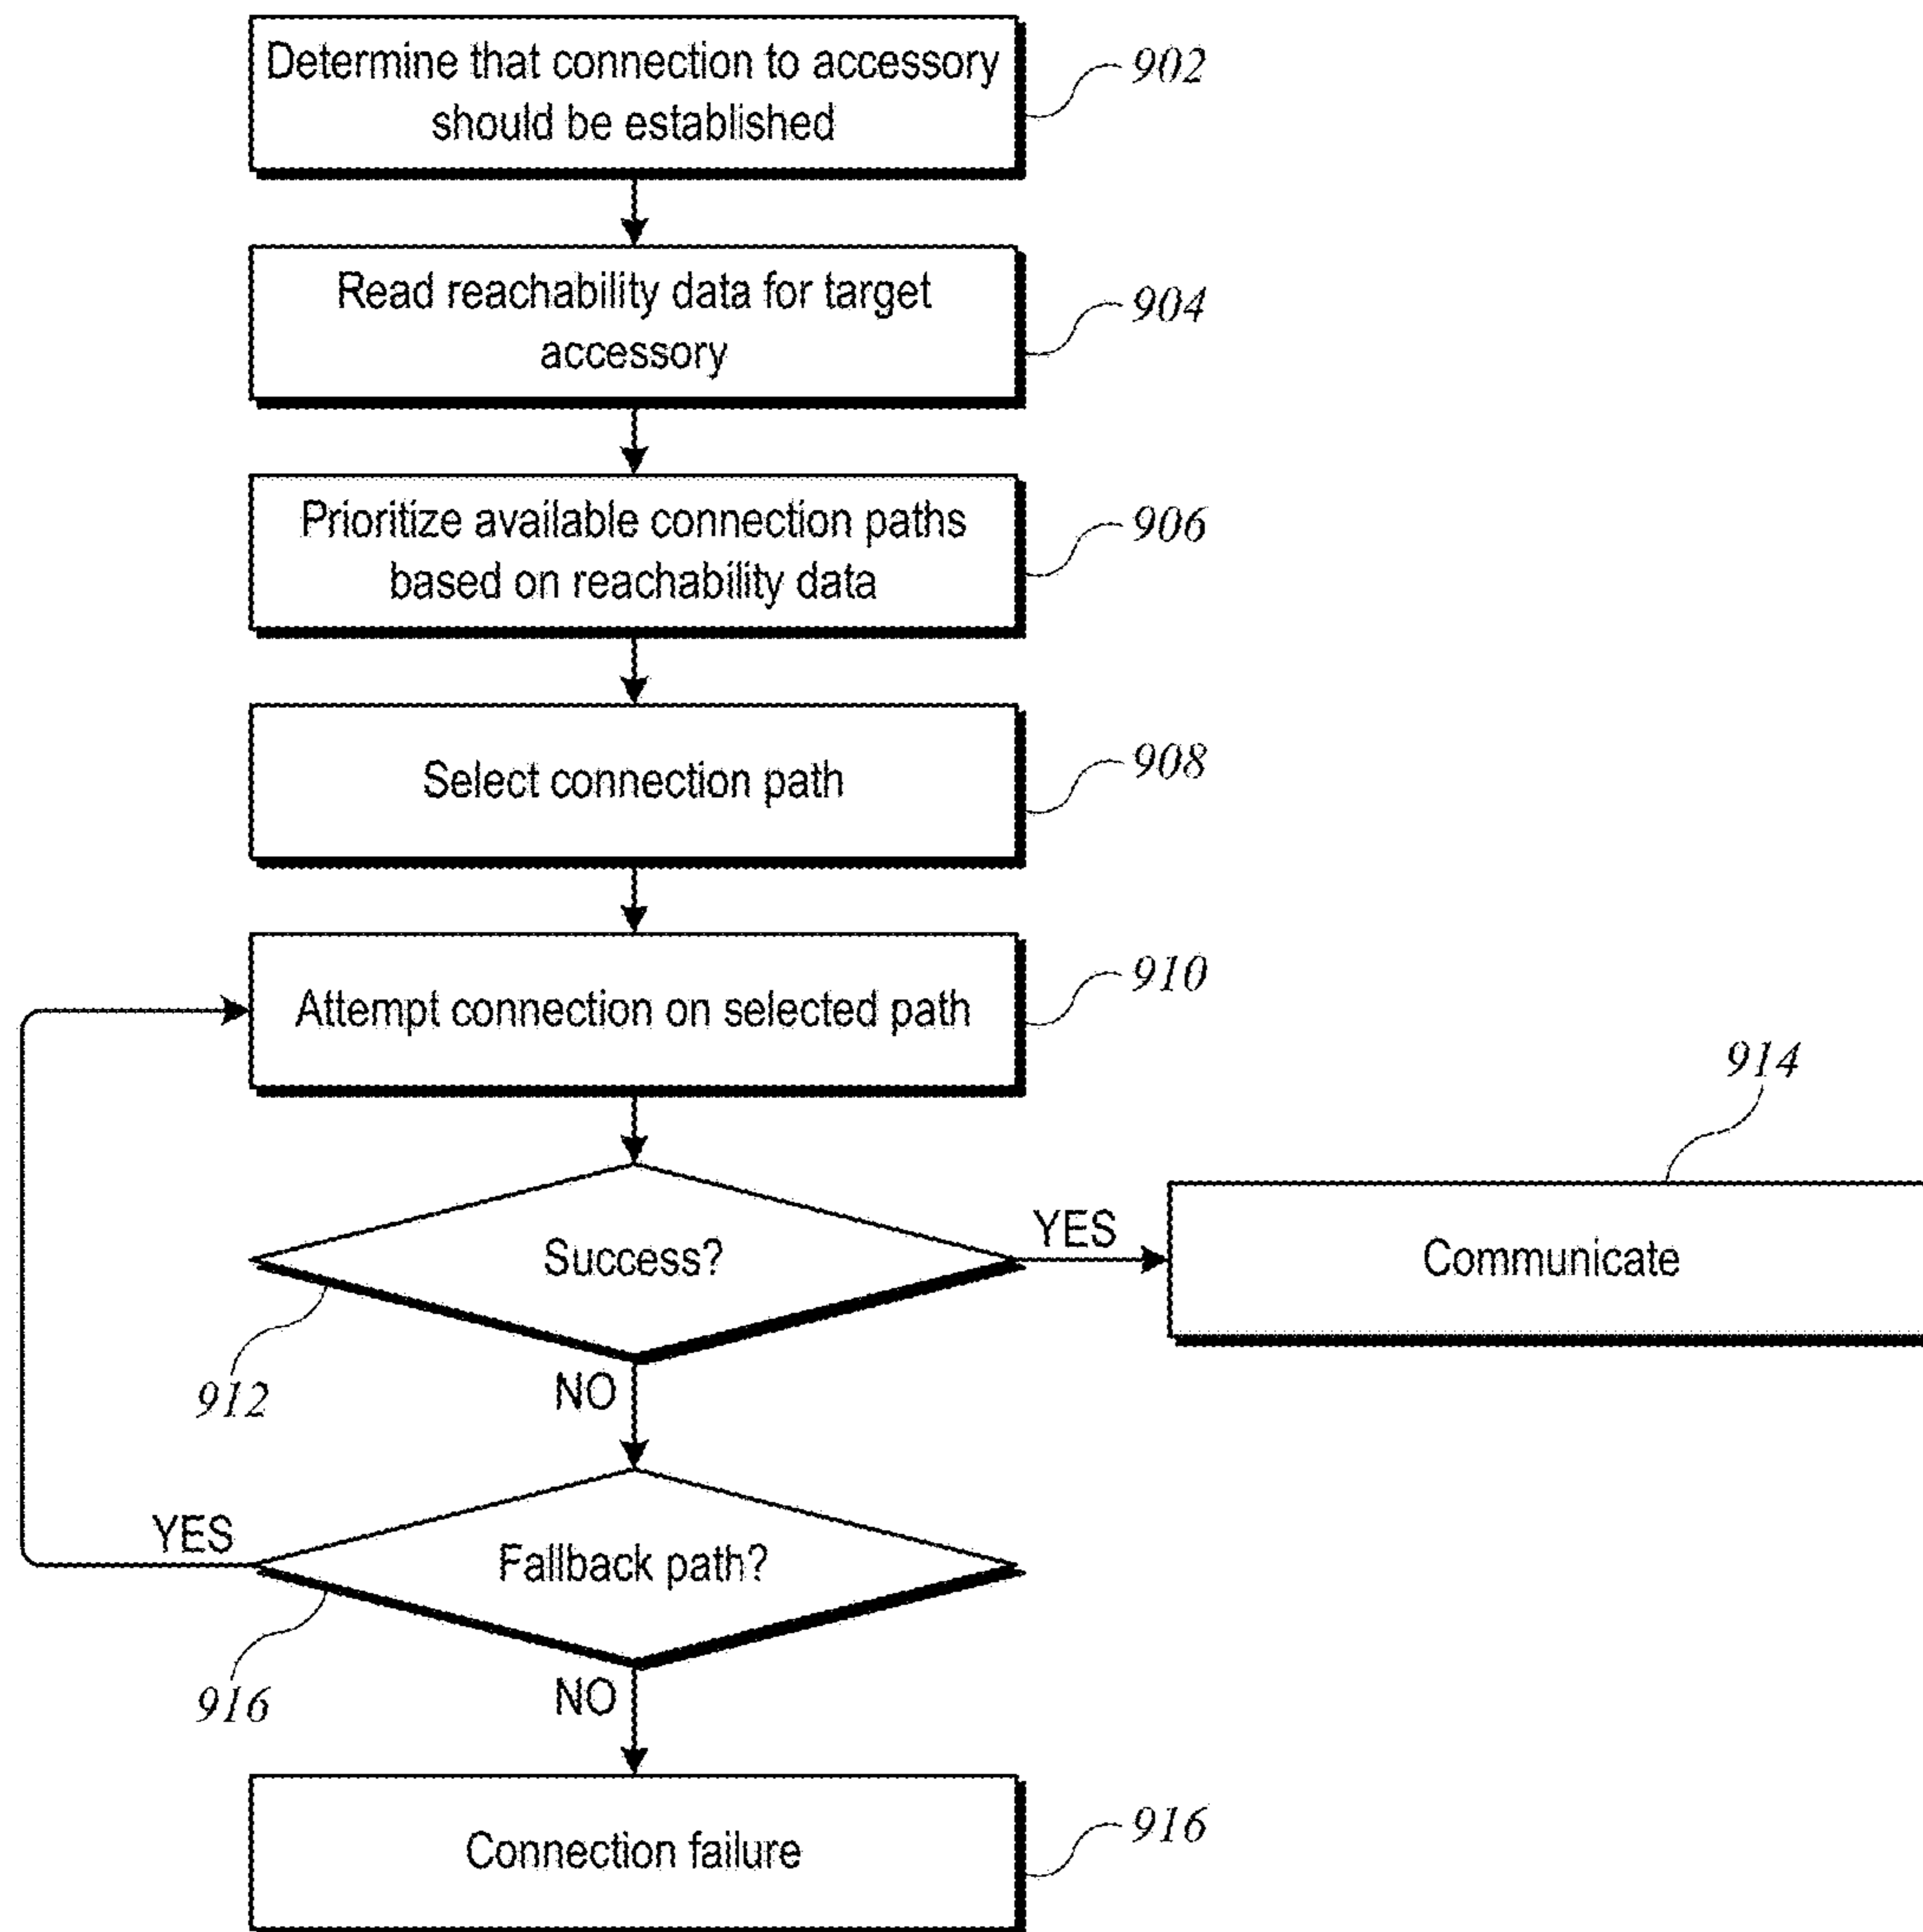 Determine that connection to accessory
should be established
902
Read reachability data for target
accessory
904
Prioritize available connection paths
based on reachability data
906
Select connection path
908
Attempt connection on selected path
910
914
Success?
YES
Communicate
912
NO
YES
Fallback path?
916
NO
Connection failure
916